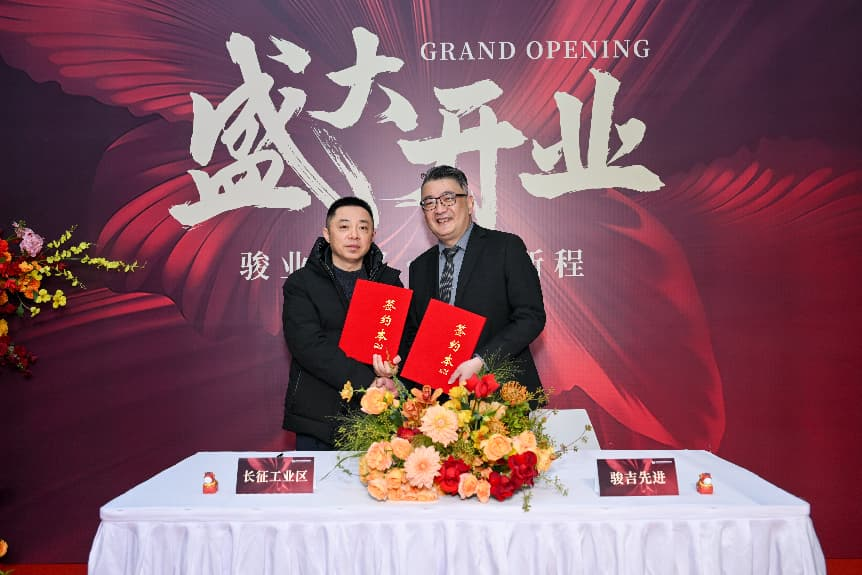 GRAND OPENING
盛大开业
骏业
新程
签约本
签约本
长征工业区
骏吉先进